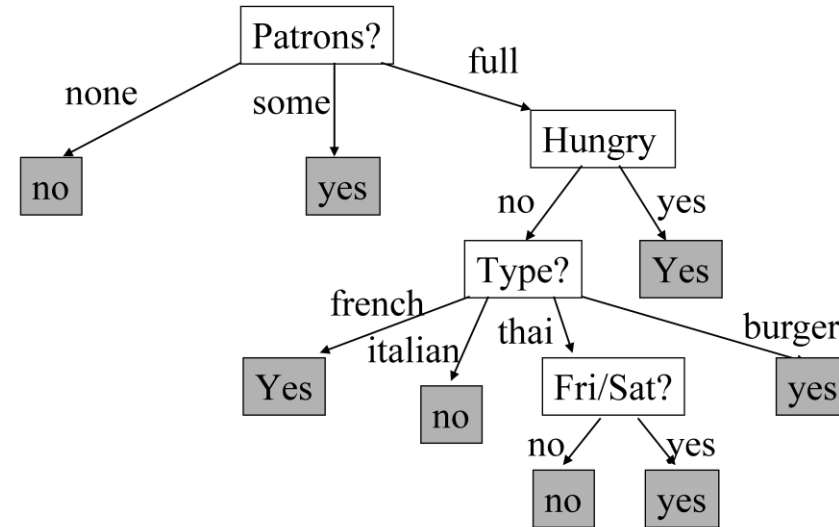 Patrons?
full
none
some
Hungry
no
yes
no
yes
Type?
Yes
french
italian
thai
burger
Yes
no
Fri/Sat?
yes
no
yes
no
yes